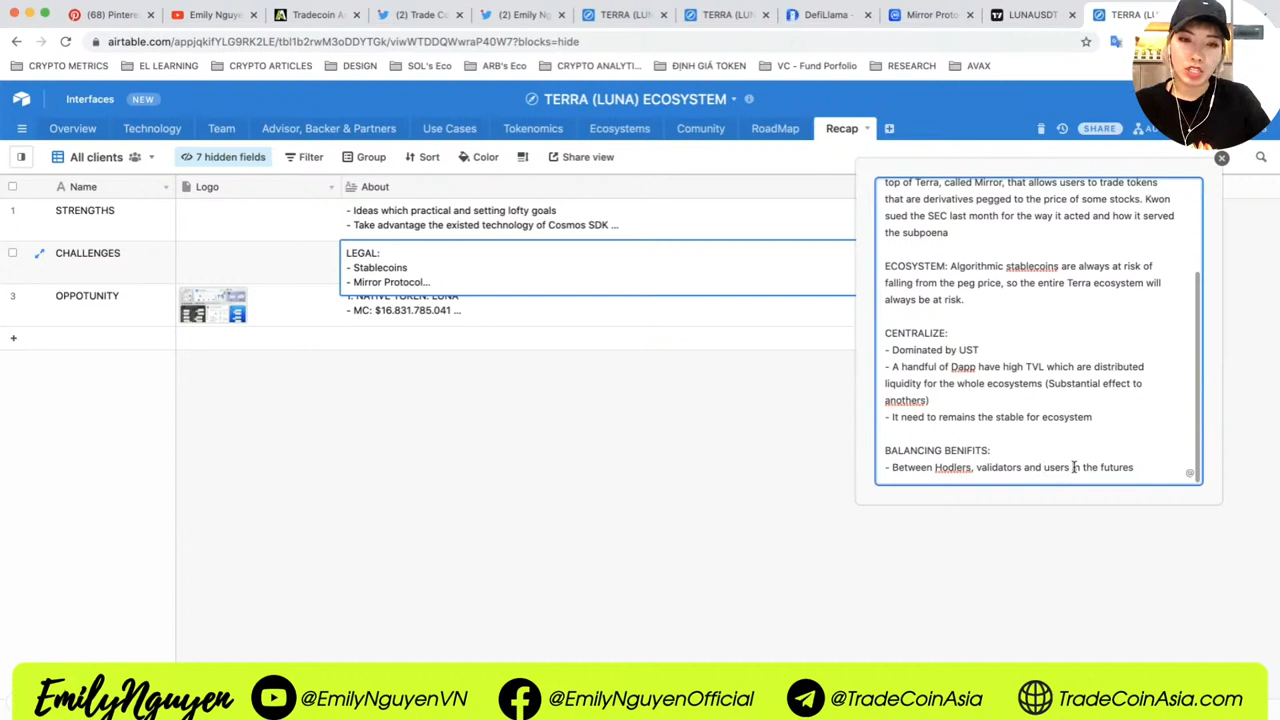 (68) Pinteres
Emily Nguye
Tradecoin A
(2) Trade C
(2) Emily N
TERRA (LUN
TERRA (LUN
DefiLlama -
Mirror Proto
LUNAUSDT
TERRA (LU
airtable.com/appjqkifYLG9RK2LE/tbl1b2rwM3oDDYTGk/viwWTDDQWwraP40W7?blocks=hide
CRYPTO METRICS
EL LEARNING
CRYPTO ARTICLES
DESIGN
SOL's Eco
ARB's Eco
CRYPTO ANALYTI...
ĐỊNH GIÁ TOKEN
VC - Fund Porfolio
RESEARCH
AVAX
Interfaces NEW
TERRA (LUNA) ECOSYSTEM
Overview
Technology
Team
Advisor, Backer & Partners
Use Cases
Tokenomics
Ecosystems
Comunity
RoadMap
Recap
SHARE
All clients
7 hidden fields
Filter
Group
Sort
Color
Share view
Name
Logo
About
1 STRENGTHS
- Ideas which practical and setting lofty goals
- Take advantage the existed technology of Cosmos SDK ...
CHALLENGES
LEGAL:
- Stablecoins
- Mirror Protocol...
3 OPPOTUNITY
1. NATIVE TOKEN: LUNA
- MC: $16.831.785.041 ...
top of Terra, called Mirror, that allows users to trade tokens
that are derivatives pegged to the price of some stocks. Kwon
sued the SEC last month for the way it acted and how it served
the subpoena
ECOSYSTEM: Algorithmic stablecoins are always at risk of
falling from the peg price, so the entire Terra ecosystem will
always be at risk.
CENTRALIZE:
- Dominated by UST
- A handful of Dapp have high TVL which are distributed
liquidity for the whole ecosystems (Substantial effect to
anothers)
- It need to remains the stable for ecosystem
BALANCING BENIFITS:
- Between Hodlers, validators and users in the futures
@
EmilyNguyen
@EmilyNguyenVN
@EmilyNguyenOfficial
@TradeCoinAsia
TradeCoinAsia.com